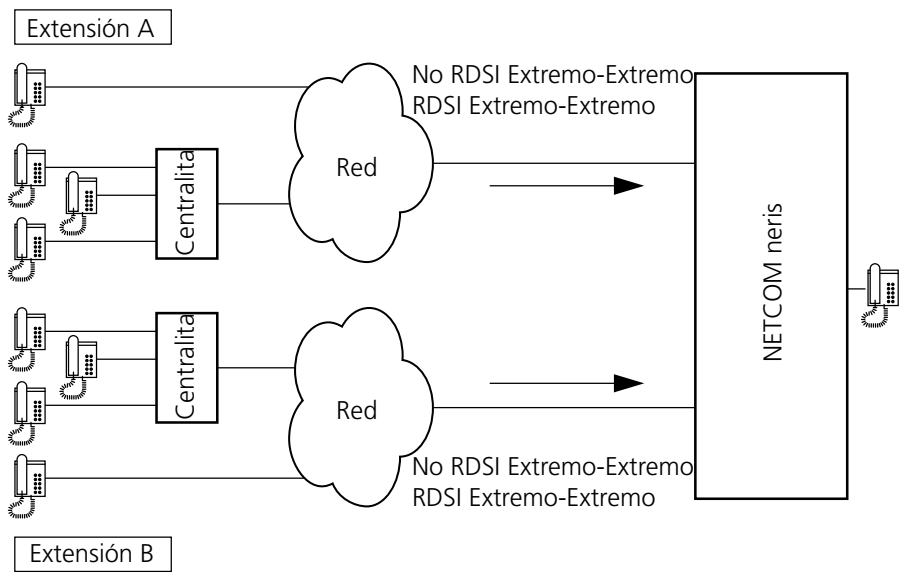 Extensión A
No RDSI Extremo-Extremo
RDSI Extremo-Extremo
Centralita
Red
NETCOM neris
Centralita
Red
No RDSI Extremo-Extremo
RDSI Extremo-Extremo
Extensión B